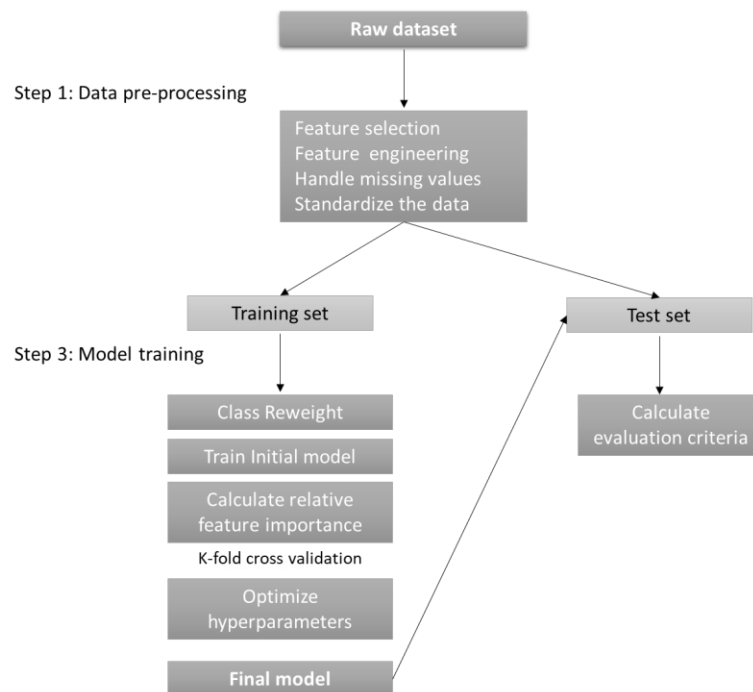 Raw dataset
Step 1: Data pre-processing
Feature selection
Feature engineering
Handle missing values
Standardize the data
Training set
Test set
Step 3: Model training
Class Reweight
Train Initial model
Calculate relative
feature importance
K-fold cross validation
Optimize
hyperparameters
Final model
Calculate
evaluation criteria